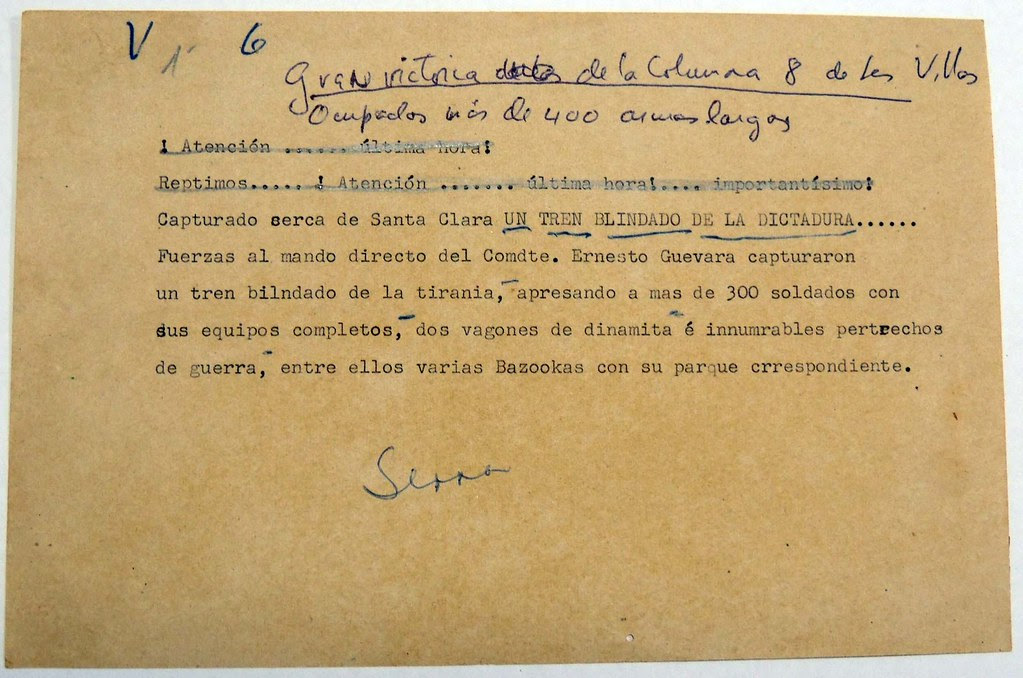 V 1 6
Gran victoria de la Columna 8 de Las Villas
Ocupados más de 400 armas largas
! Atención ...... última hora!
Reptimos..... ! Atención ....... última hora!.... importantísimo!
Capturado serca de Santa Clara UN TREN BLINDADO DE LA DICTADURA......
Fuerzas al mando directo del Comdte. Ernesto Guevara capturaron
un tren bilndado de la tirania, apresando a mas de 300 soldados con
sus equipos completos, dos vagones de dinamita é innumrables pertrechos
de guerra, entre ellos varias Bazookas con su parque crrespondiente.
Serra